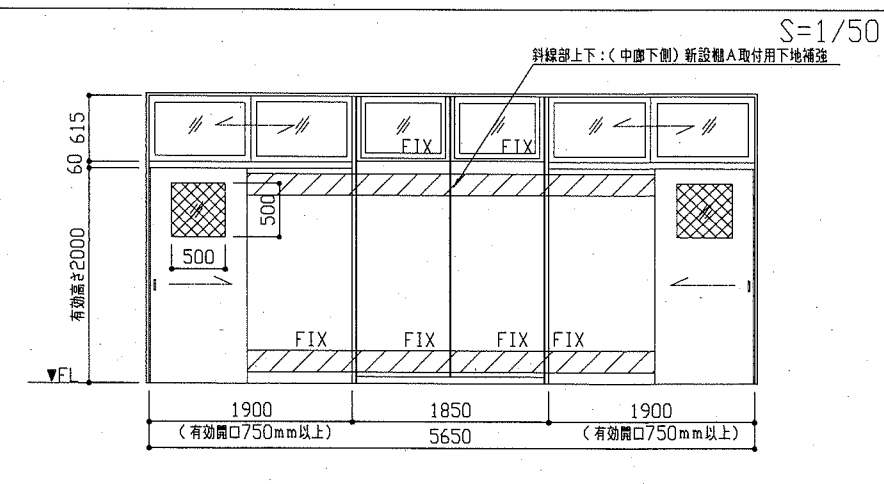 S=1/50
斜線部上下:(中廊下側)新設棚A取付用下地補強
615
60
有効高さ2000
FIX
FIX
500
500
FIX
FIX
FIX
FIX
▼FL
1900
1850
1900
(有効開口750mm以上)
5650
(有効開口750mm以上)